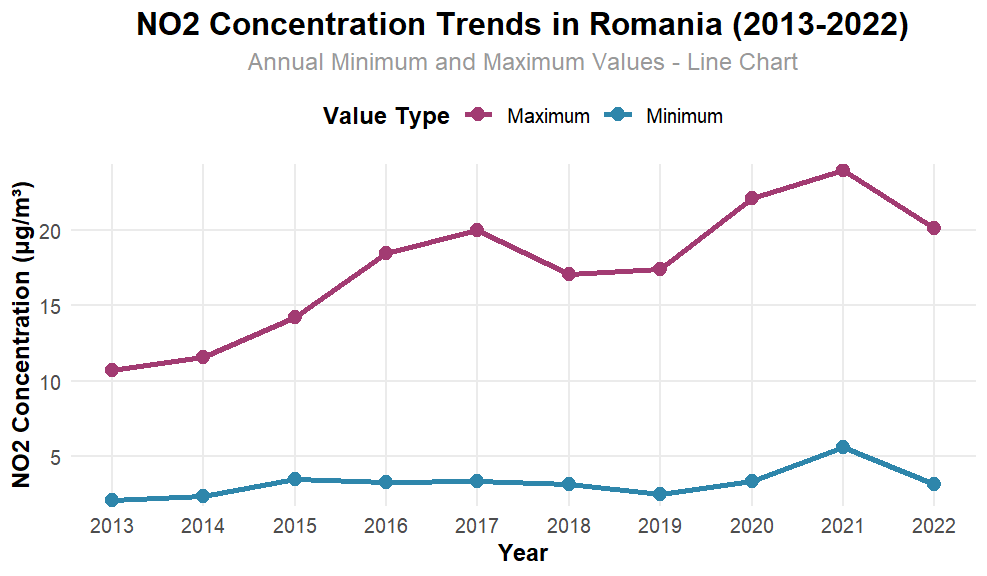 NO2 Concentration Trends in Romania (2013-2022)
Annual Minimum and Maximum Values - Line Chart
Value Type Maximum Minimum
NO2 Concentration (µg/m³)
20
15
10
5
2013 2014 2015 2016 2017 2018 2019 2020 2021 2022
Year